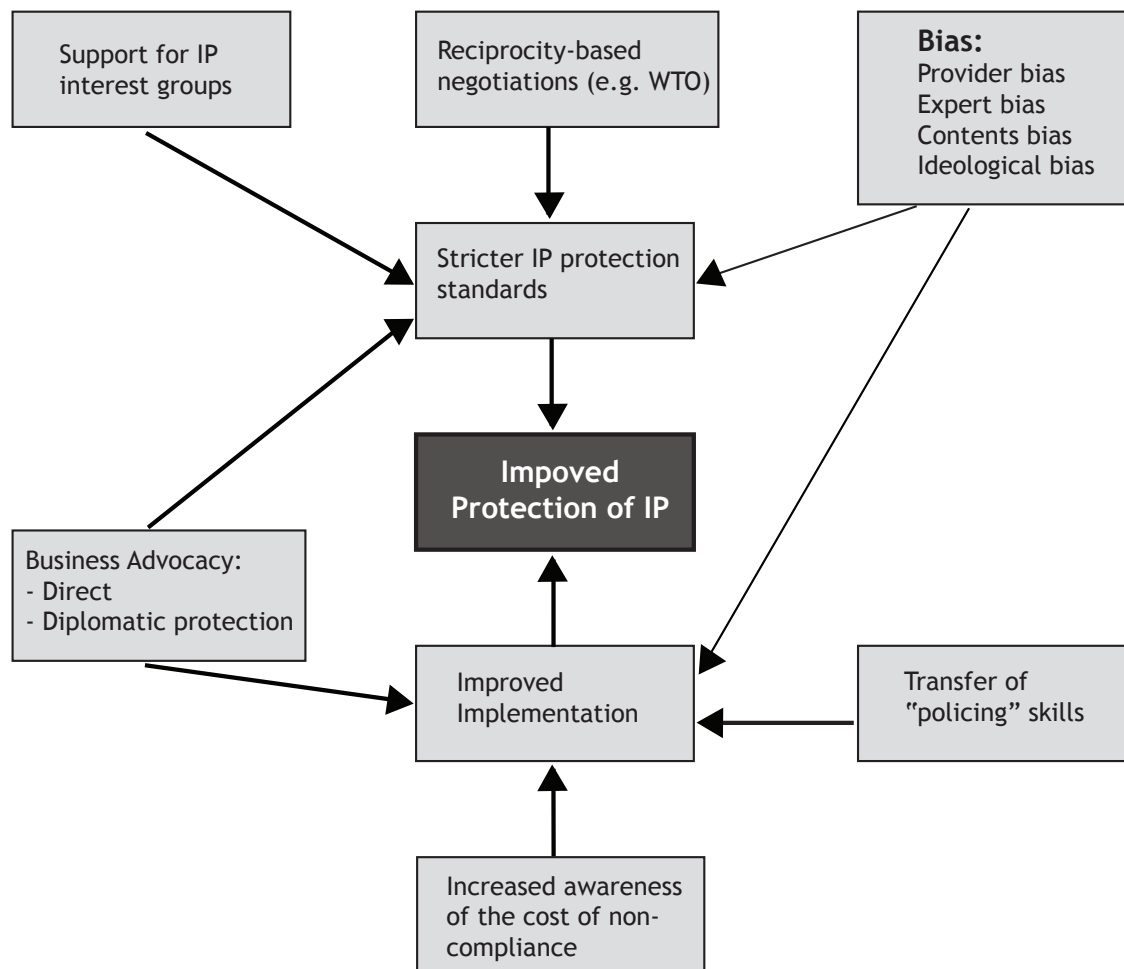 Support for IP
interest groups
Reciprocity-based
negotiations (e.g. WTO)
Bias:
Provider bias
Expert bias
Contents bias
Ideological bias
Stricter IP protection
standards
Impoved
Protection of IP
Business Advocacy:
- Direct
- Diplomatic protection
Improved
Implementation
Transfer of
“policing” skills
Increased awareness
of the cost of non-
compliance